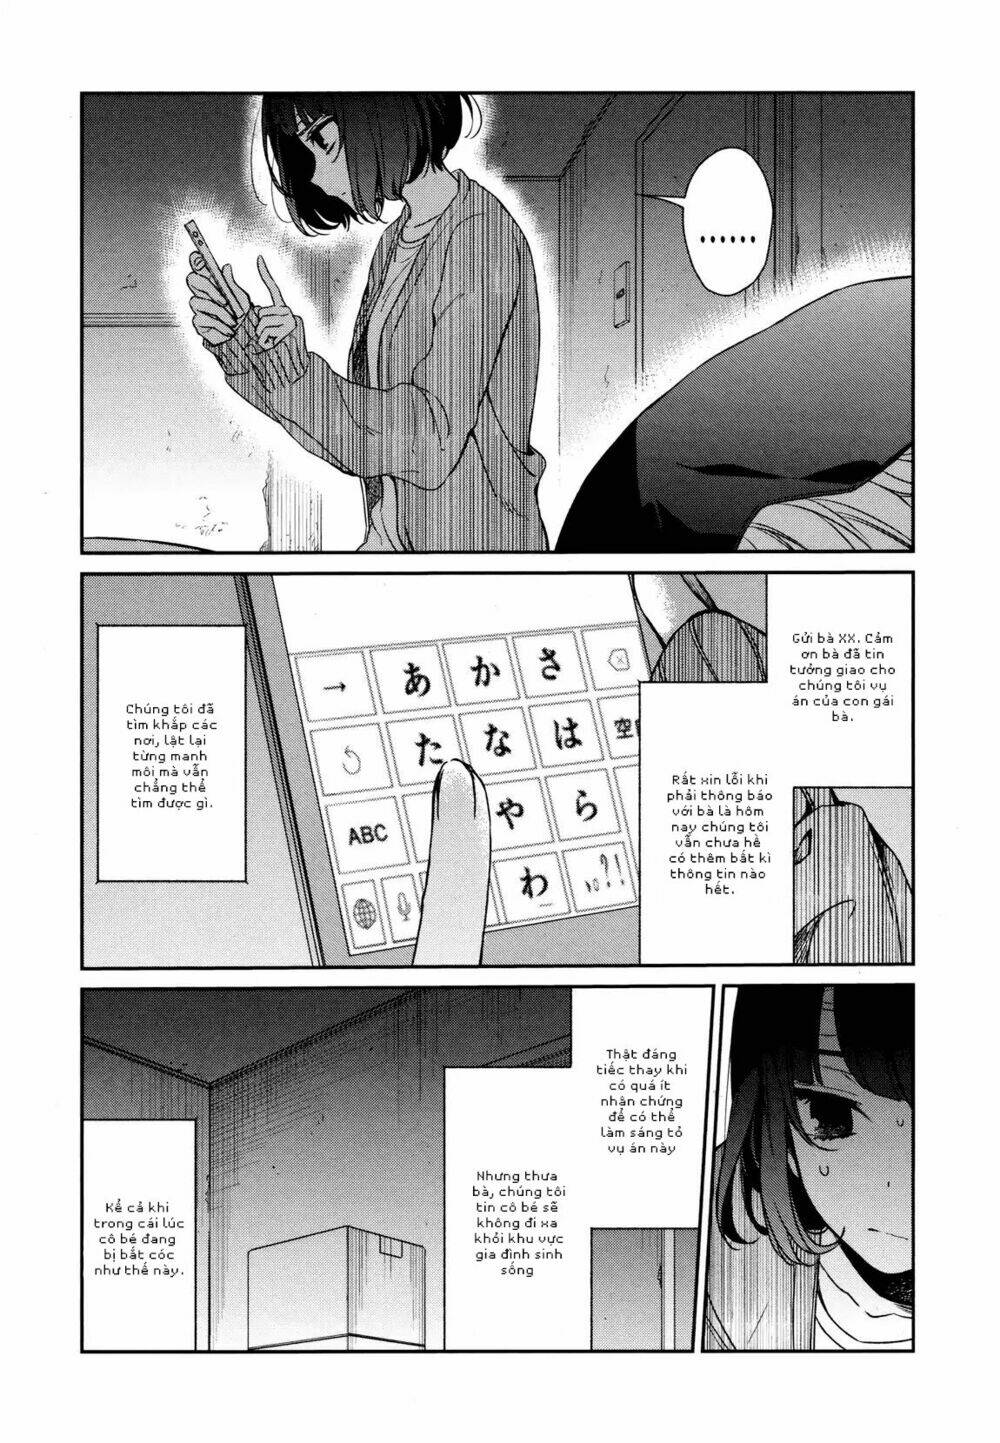 .......
Gửi bà XX. Cảm
ơn bà đã tin
tưởng giao cho
chúng tôi vụ
án của con gái
bà.
Rất xin lỗi khi
phải thông báo
với bà là hôm
nay chúng tôi
vẫn chưa hề
có thêm bất kì
thông tin nào
hết.
→ あ か さ
た な は 空
ABC や ら
わ 、。?!
Chúng tôi đã
tìm khắp các
nơi, lật lại
từng manh
môi mà vẫn
chẳng thể
tìm được gì.
Thật đáng
tiếc thay khi
có quá ít
nhân chứng
để có thể
làm sáng tỏ
vụ án này
Nhưng thưa
bà, chúng tôi
tin cô bé sẽ
không đi xa
khỏi khu vực
gia đình sinh
sống
Kể cả khi
trong cái lúc
cô bé đang
bị bắt cóc
như thế này.